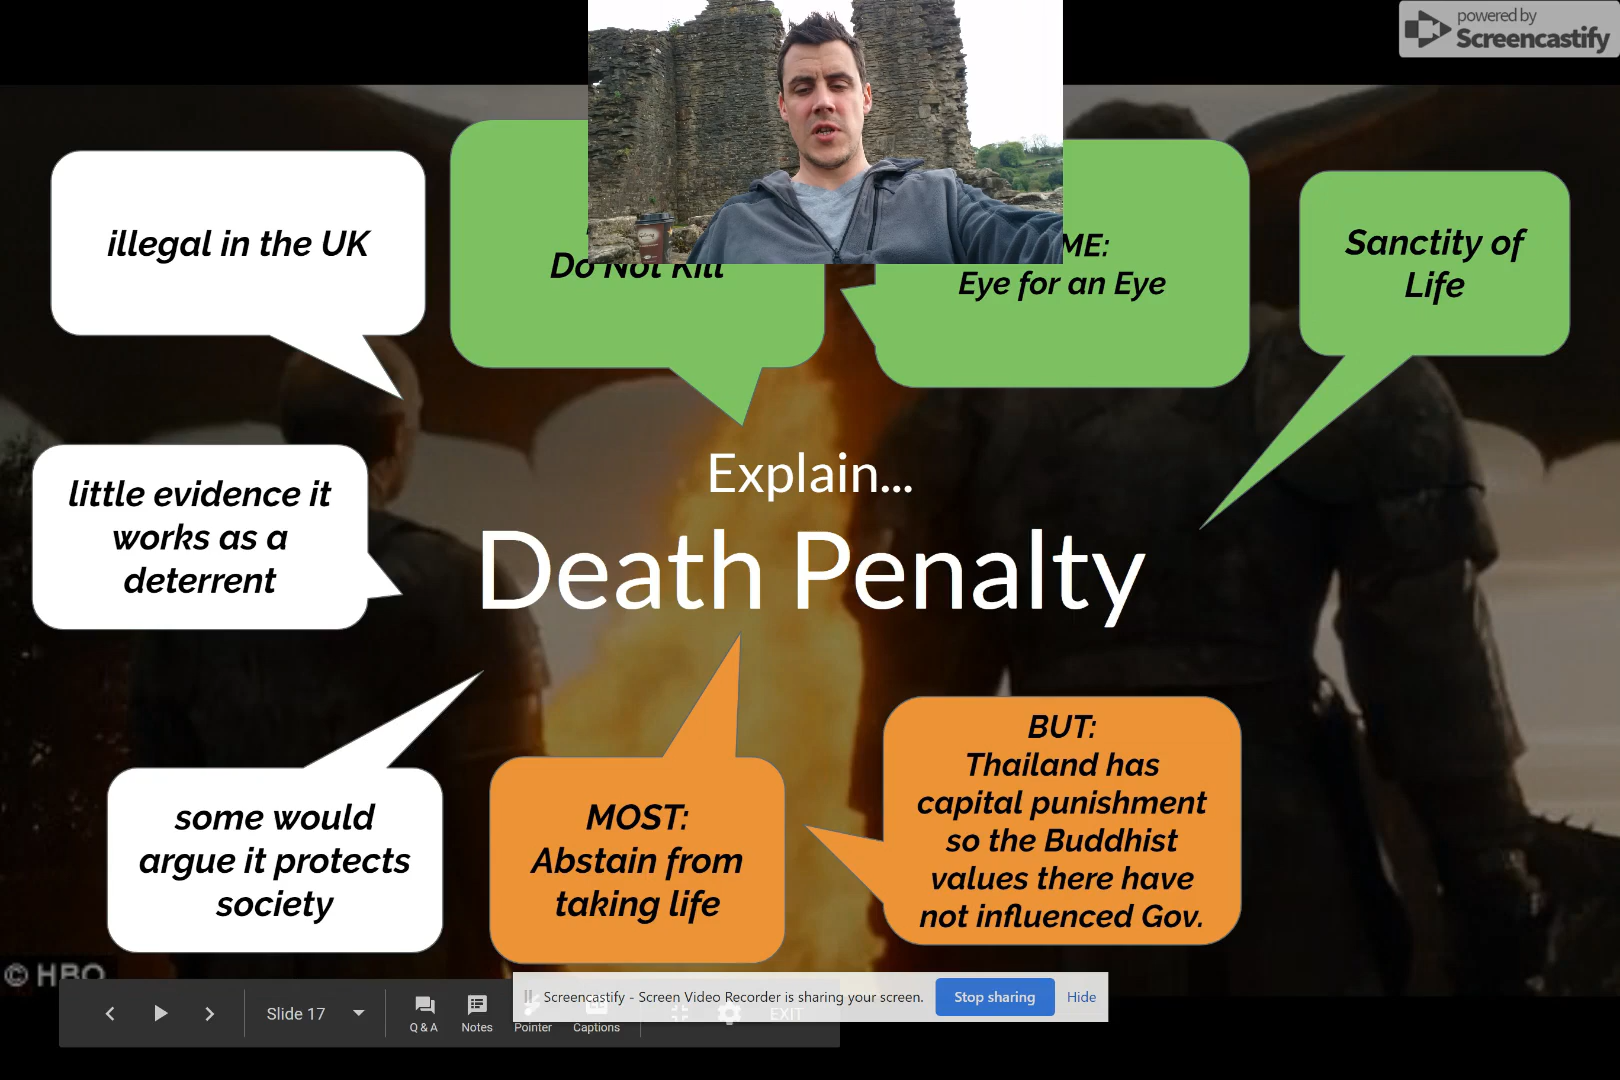 powered by
Screencastify
illegal in the UK
Do Not Kill
ME:
Eye for an Eye
Sanctity of
Life
little evidence it
works as a
deterrent
Explain...
Death Penalty
some would
argue it protects
society
MOST:
Abstain from
taking life
BUT:
Thailand has
capital punishment
so the Buddhist
values there have
not influenced Gov.
© HBO
Slide 17
Q & A
Notes
Pointer
Captions
EXIT
Screencastify - Screen Video Recorder is sharing your screen.
Stop sharing
Hide